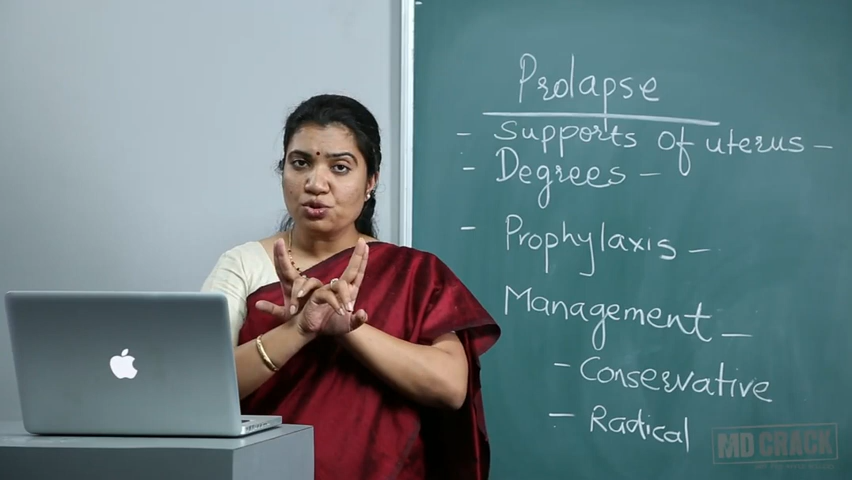 Prolapse
- Supports of uterus -
- Degrees -
- Prophylaxis -
Management -
- Conservative
- Radical
MD CRACK